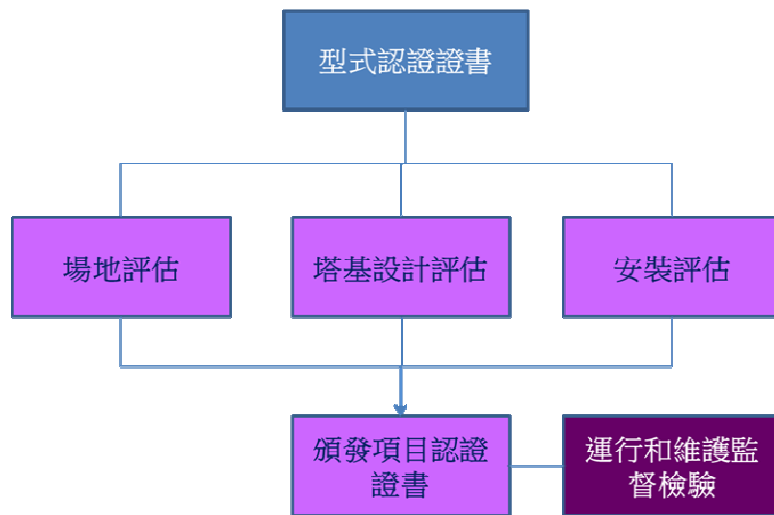 型式認證證書
場地評估
塔基設計評估
安裝評估
頒發項目認證
證書
運行和維護監
督檢驗